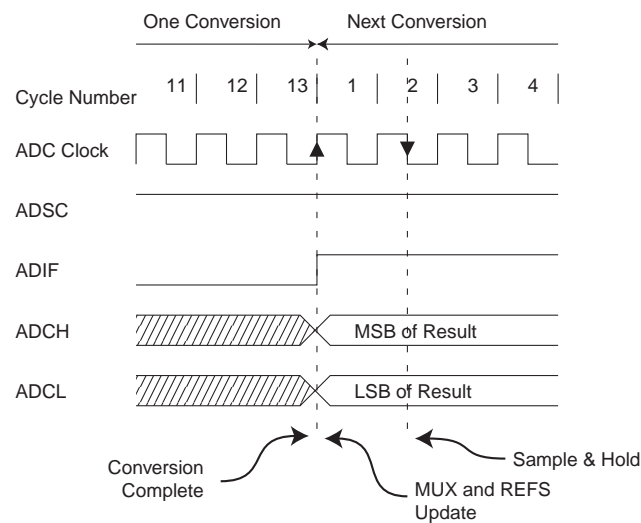 One Conversion Next Conversion
Cycle Number 11 12 13 1 2 3 4
ADC Clock
ADSC
ADIF
ADCH MSB of Result
ADCL LSB of Result
Conversion
Complete
MUX and REFS
Update
Sample & Hold